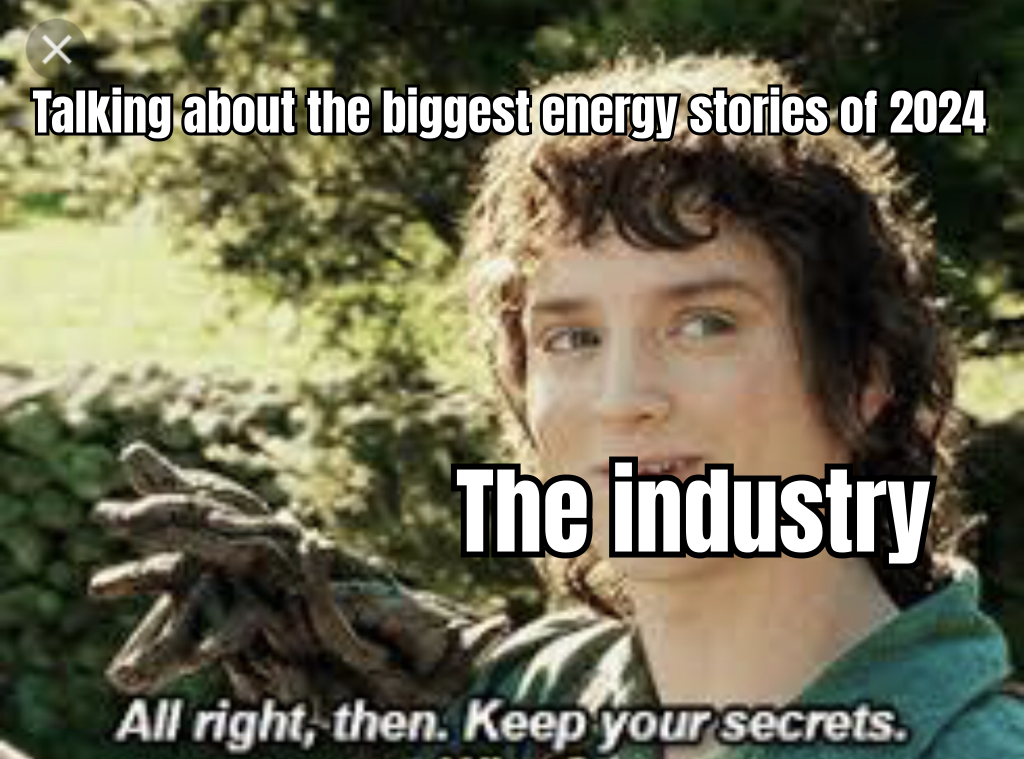 Talking about the biggest energy stories of 2024
The industry
All right, then. Keep your secrets.